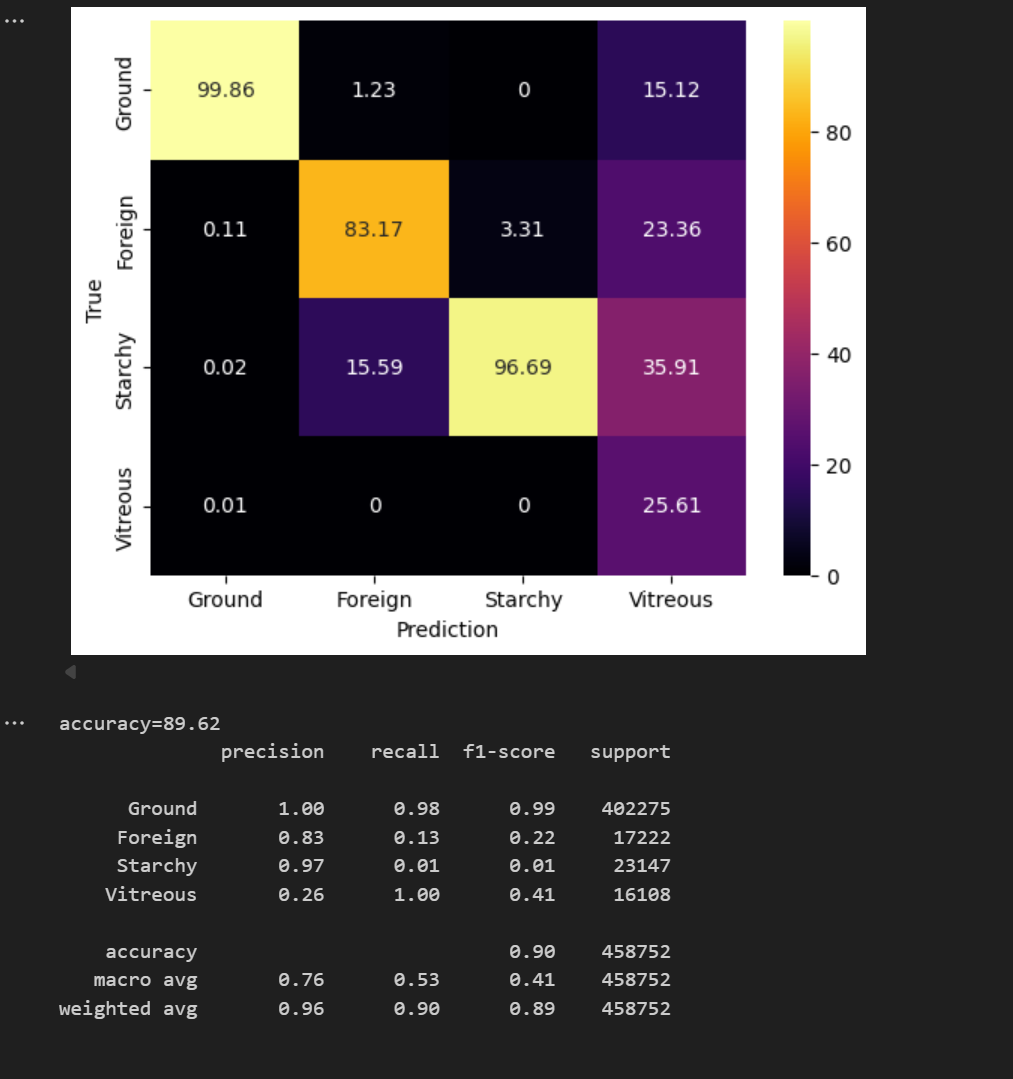 ...
Ground 99.86 1.23 0 15.12
80
Foreign 0.11 83.17 3.31 23.36
60
True
Starchy 0.02 15.59 96.69 35.91
40
20
Vitreous 0.01 0 0 25.61
0
Ground Foreign Starchy Vitreous
Prediction
...
accuracy=89.62
precision recall f1-score support
Ground 1.00 0.98 0.99 402275
Foreign 0.83 0.13 0.22 17222
Starchy 0.97 0.01 0.01 23147
Vitreous 0.26 1.00 0.41 16108
accuracy 0.90 458752
macro avg 0.76 0.53 0.41 458752
weighted avg 0.96 0.90 0.89 458752